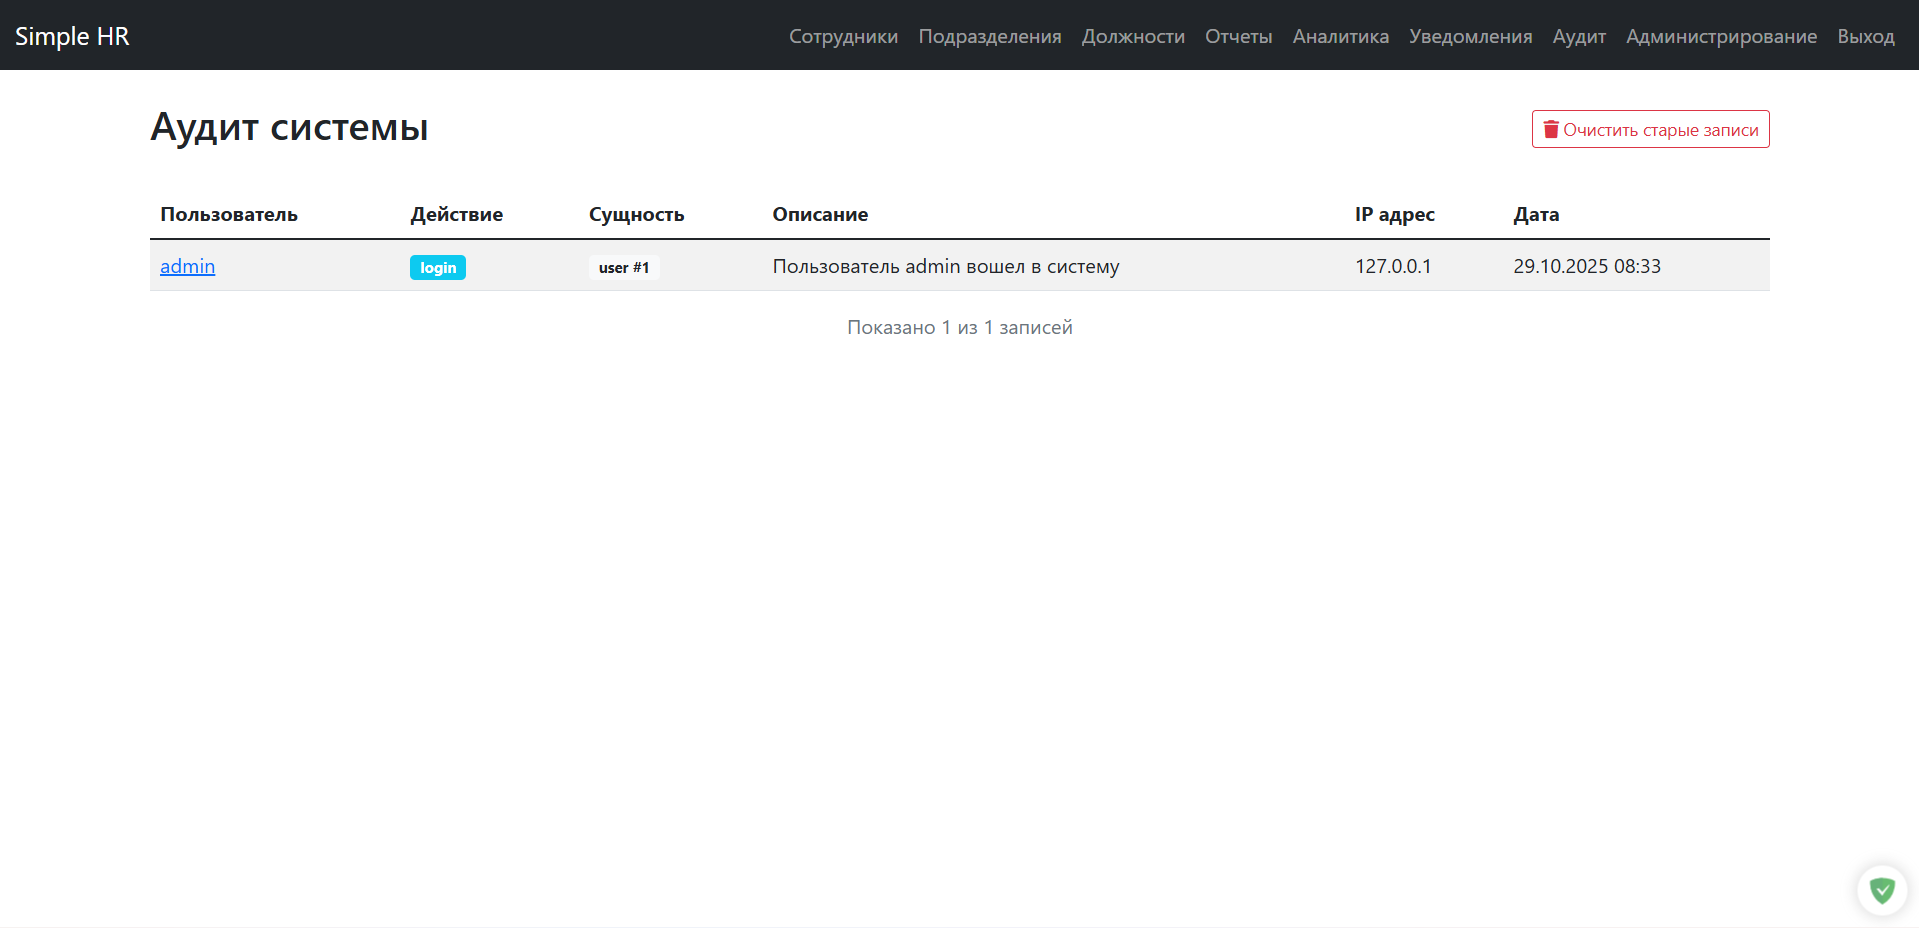 Simple HR
Сотрудники Подразделения Должности Отчеты Аналитика Уведомления Аудит Администрирование Выход
Аудит системы
Очистить старые записи
Пользователь Действие Сущность Описание IP адрес Дата
admin login user #1 Пользователь admin вошел в систему 127.0.0.1 29.10.2025 08:33
Показано 1 из 1 записей